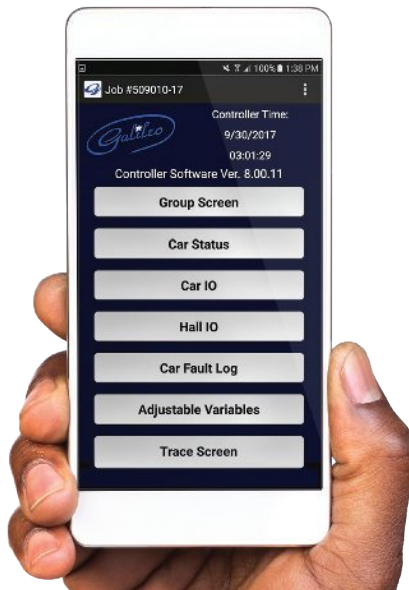 100% 1:38 PM
Job #509010-17
Galileo
Controller Time:
9/30/2017
03:01:29
Controller Software Ver. 8.00.11
Group Screen
Car Status
Car IO
Hall IO
Car Fault Log
Adjustable Variables
Trace Screen